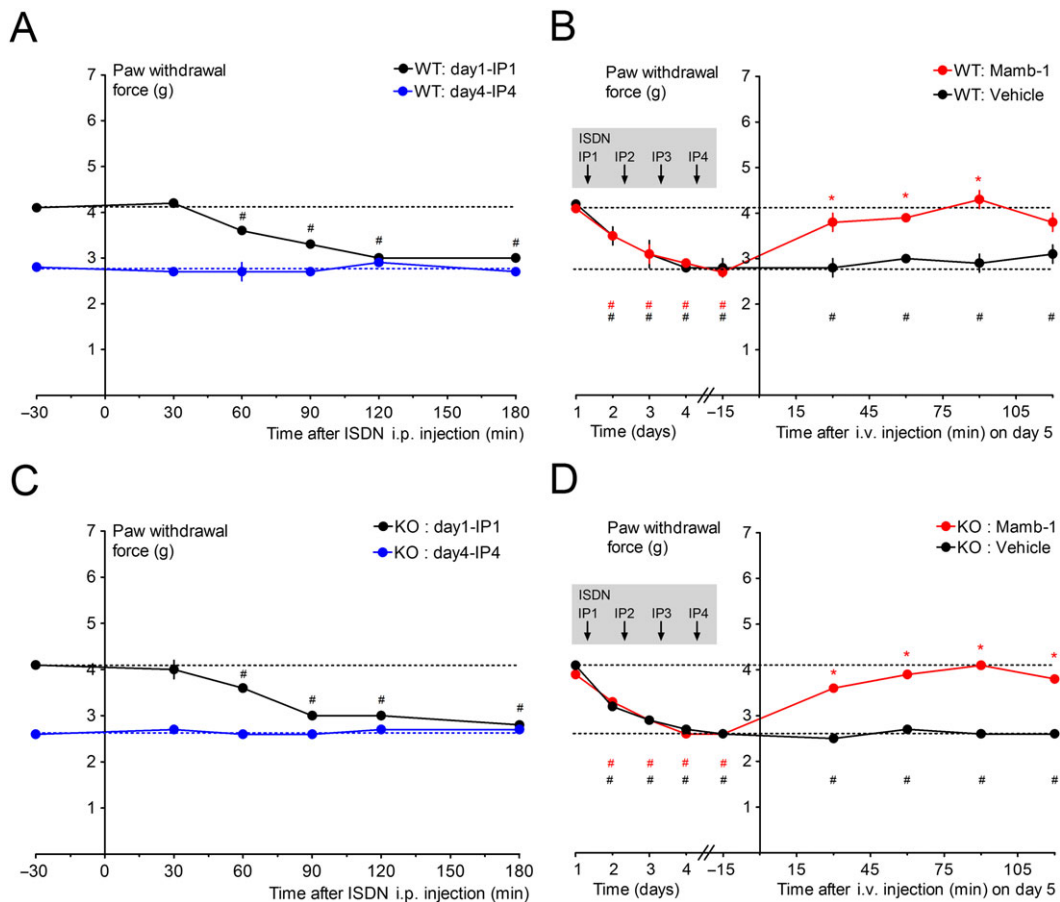 A
Paw withdrawal
force (g)
WT: day1-IP1
WT: day4-IP4
7
6
5
4
3
2
1
# # # #
–30 0 30 60 90 120 150 180
Time after ISDN i.p. injection (min)
B
Paw withdrawal
force (g)
WT: Mamb-1
WT: Vehicle
ISDN
IP1 IP2 IP3 IP4
7
6
5
4
3
2
1
* * *
# # # #
# # # # # # # #
1 2 3 4 –15 15 45 75 105
Time (days)
Time after i.v. injection (min) on day 5
C
Paw withdrawal
force (g)
KO : day1-IP1
KO : day4-IP4
7
6
5
4
3
2
1
# # # #
–30 0 30 60 90 120 150 180
Time after ISDN i.p. injection (min)
D
Paw withdrawal
force (g)
KO : Mamb-1
KO : Vehicle
ISDN
IP1 IP2 IP3 IP4
7
6
5
4
3
2
1
* * * *
# # # #
# # # # # # # #
1 2 3 4 –15 15 45 75 105
Time (days)
Time after i.v. injection (min) on day 5